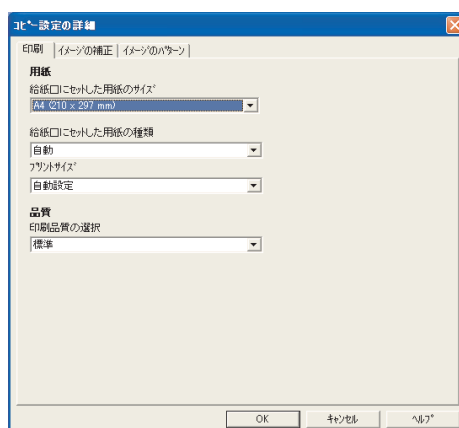 ｺﾋﾟｰ設定の詳細
印刷 ｲﾒｰｼﾞの補正 ｲﾒｰｼﾞのﾊﾟﾀｰﾝ
用紙
給紙口にｾｯﾄした用紙のｻｲｽﾞ
A4 (210 x 297 mm)
給紙口にｾｯﾄした用紙の種類
自動
ﾌﾟﾘﾝﾄｻｲｽﾞ
自動設定
品質
印刷品質の選択
標準
OK ｷｬﾝｾﾙ ﾍﾙﾌﾟ